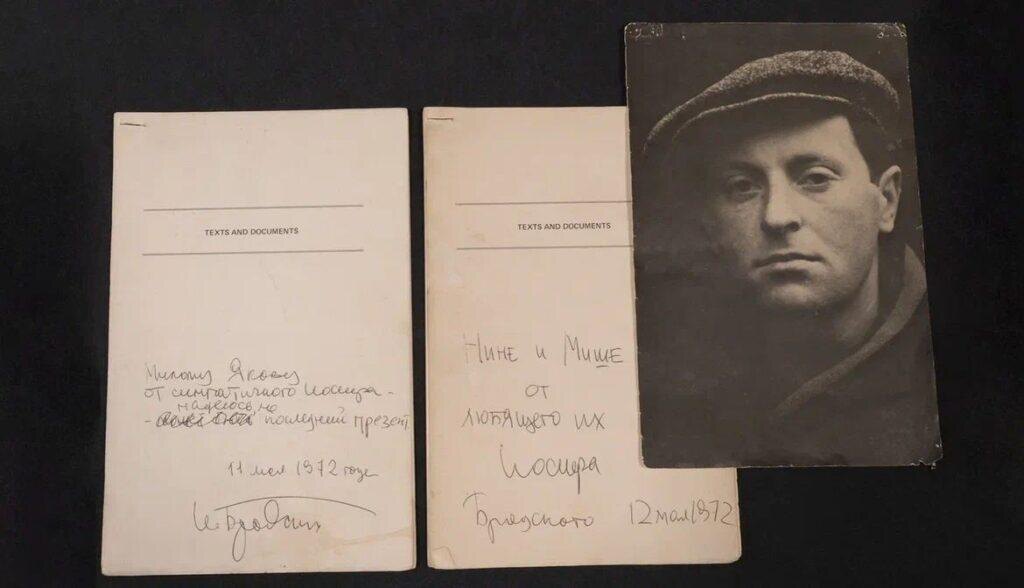 TEXTS AND DOCUMENTS
Милому Якову
от симпатичного Иосифа -
надеюсь, не
- последний презент
11 мая 1972 года
И. Бродский
TEXTS AND DOCUMENTS
Нине и Мише
от
любящего их
Иосифа
Бродского 12 мая 1972